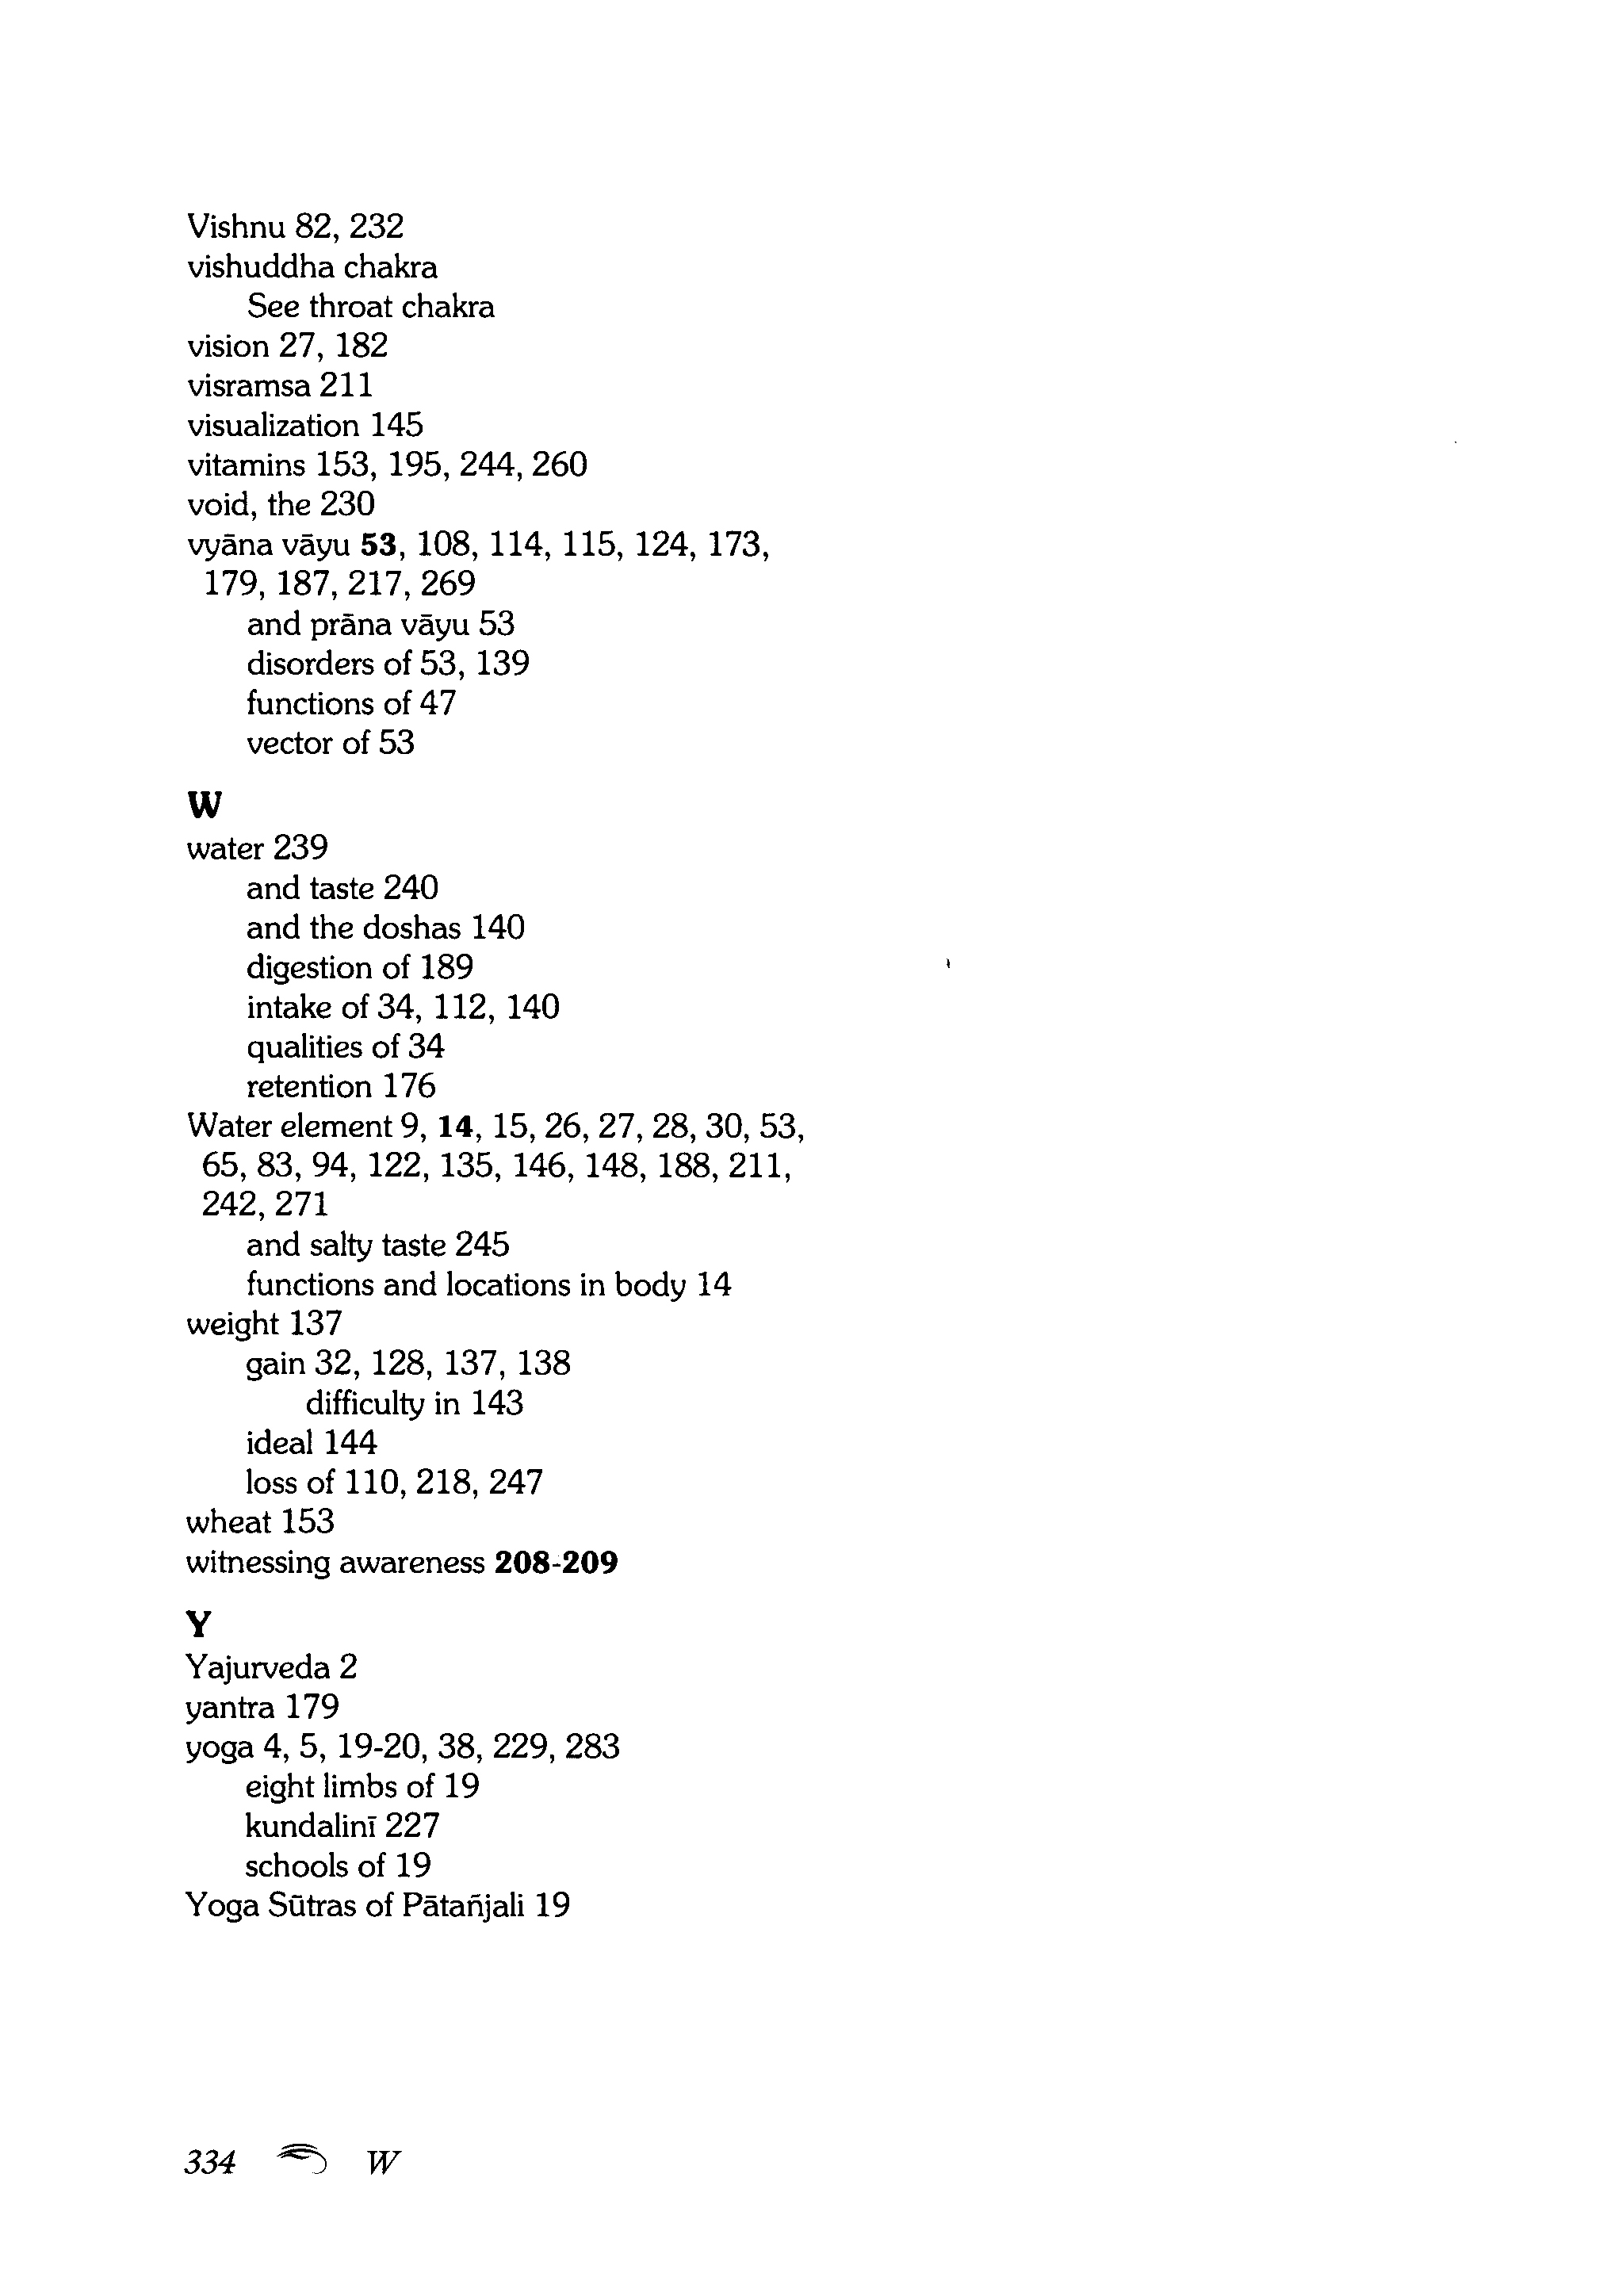 Vishnu 82, 232
vishuddha chakra
See throat chakra
vision 27, 182
visramsa 211
visualization 145
vitamins 153, 195, 244, 260
void, the 230
vyāna vāyu 53, 108, 114, 115, 124, 173,
179, 187, 217, 269
and prāna vāyu 53
disorders of 53, 139
functions of 47
vector of 53
W
water 239
and taste 240
and the doshas 140
digestion of 189
intake of 34, 112, 140
qualities of 34
retention 176
Water element 9, 14, 15, 26, 27, 28, 30, 53,
65, 83, 94, 122, 135, 146, 148, 188, 211,
242, 271
and salty taste 245
functions and locations in body 14
weight 137
gain 32, 128, 137, 138
difficulty in 143
ideal 144
loss of 110, 218, 247
wheat 153
witnessing awareness 208-209
Y
Yajurveda 2
yantra 179
yoga 4, 5, 19-20, 38, 229, 283
eight limbs of 19
kundalinī 227
schools of 19
Yoga Sūtras of Pātañjali 19
334 W